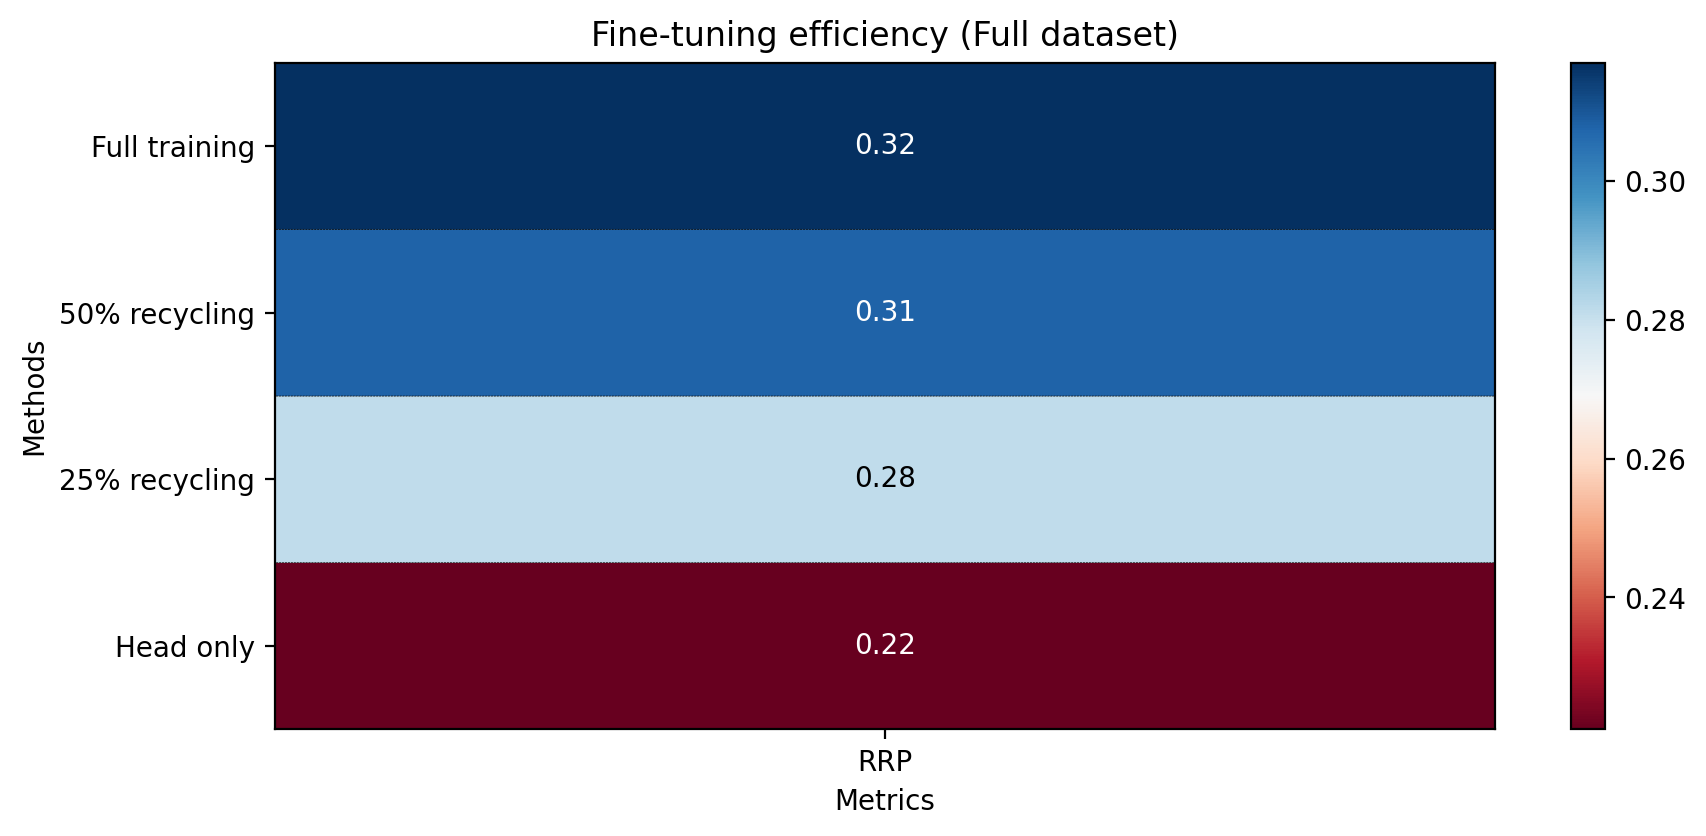 Fine-tuning efficiency (Full dataset)
Full training
0.32
50% recycling
0.31
25% recycling
0.28
Head only
0.22
Methods
RRP
Metrics
0.30
0.28
0.26
0.24